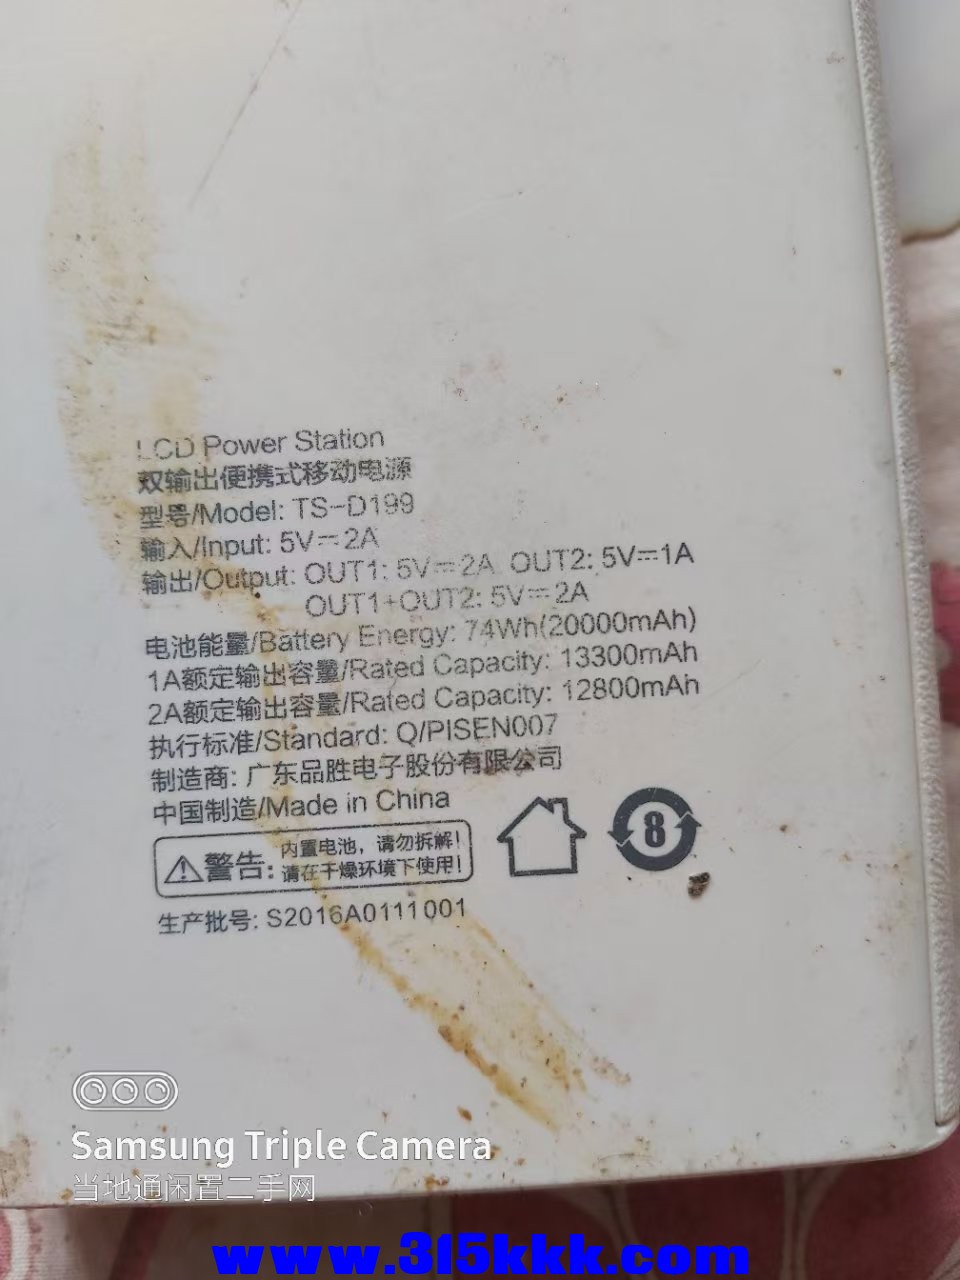 LCD Power Station
双输出便携式移动电源
型号/Model: TS-D199
输入/Input: 5V⎓2A
输出/Output: OUT1: 5V⎓2A OUT2: 5V⎓1A
OUT1+OUT2: 5V⎓2A
电池能量/Battery Energy: 74Wh(20000mAh)
1A额定输出容量/Rated Capacity: 13300mAh
2A额定输出容量/Rated Capacity: 12800mAh
执行标准/Standard: Q/PISEN007
制造商: 广东品胜电子股份有限公司
中国制造/Made in China
8
警告: 内置电池，请勿拆解!
请在干燥环境下使用!
生产批号: S2016A0111001
Samsung Triple Camera
当地通闲置二手网
www.315kkk.com